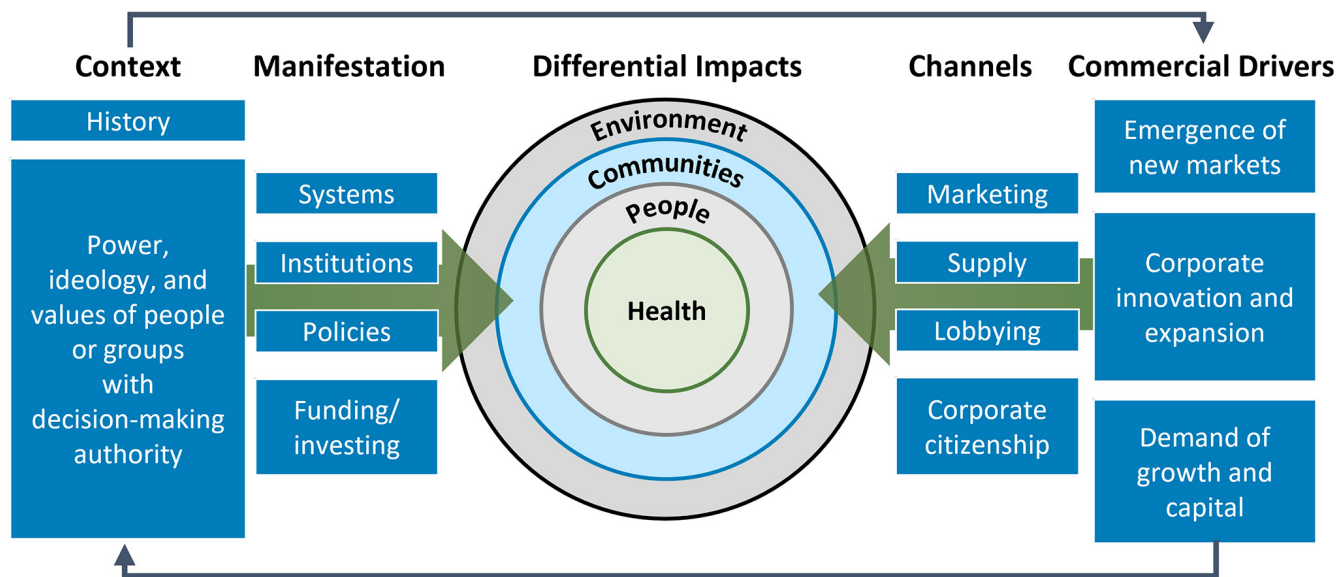 Context
Manifestation
Differential Impacts
Channels
Commercial Drivers
History
Power,
ideology, and
values of people
or groups
with
decision-making
authority
Systems
Institutions
Policies
Funding/
investing
Environment
Communities
People
Health
Marketing
Supply
Lobbying
Corporate
citizenship
Emergence of
new markets
Corporate
innovation and
expansion
Demand of
growth and
capital